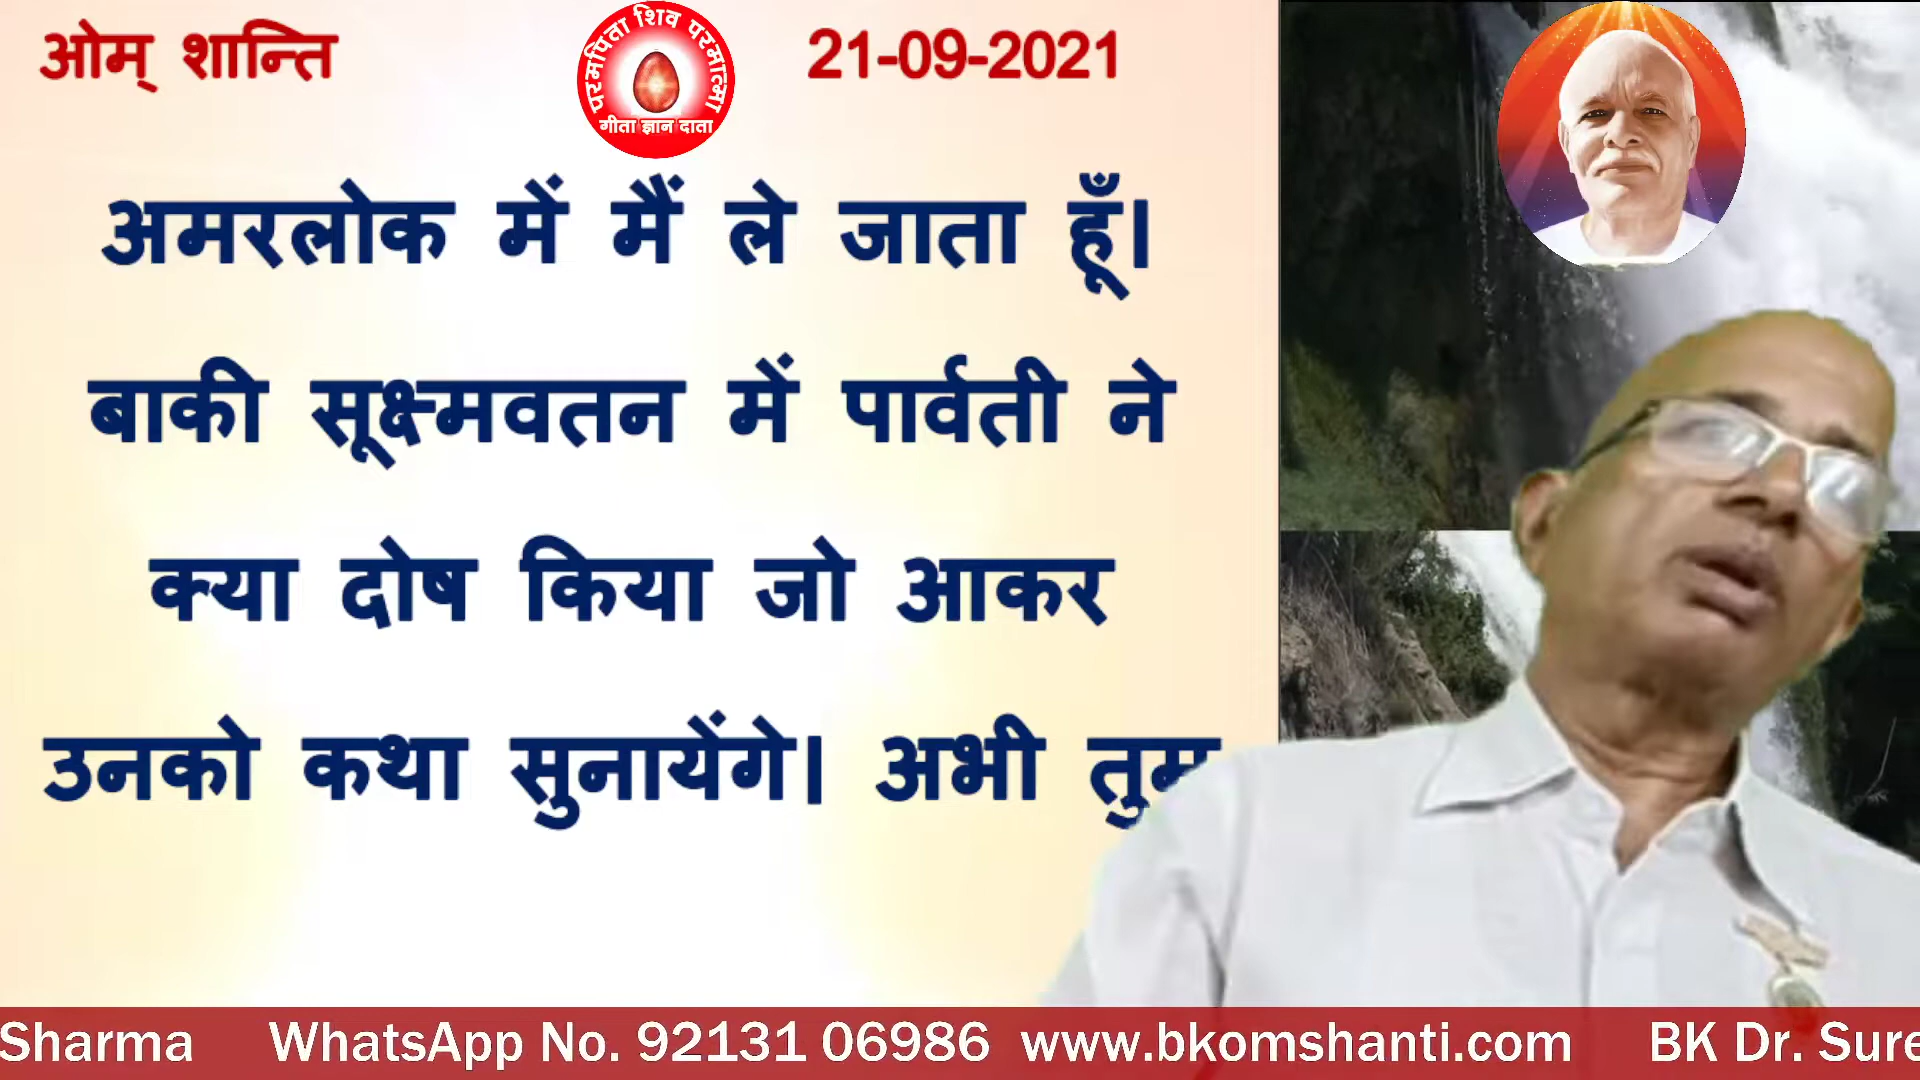 ओम् शान्ति
परमपिता शिव परमात्मा
गीता ज्ञान दाता
21-09-2021
अमरलोक में मैं ले जाता हूँ।
बाकी सूक्ष्मवतन में पार्वती ने
क्या दोष किया जो आकर
उनको कथा सुनायेंगे। अभी तुम
Sharma WhatsApp No. 92131 06986 www.bkomshanti.com BK Dr. Sure